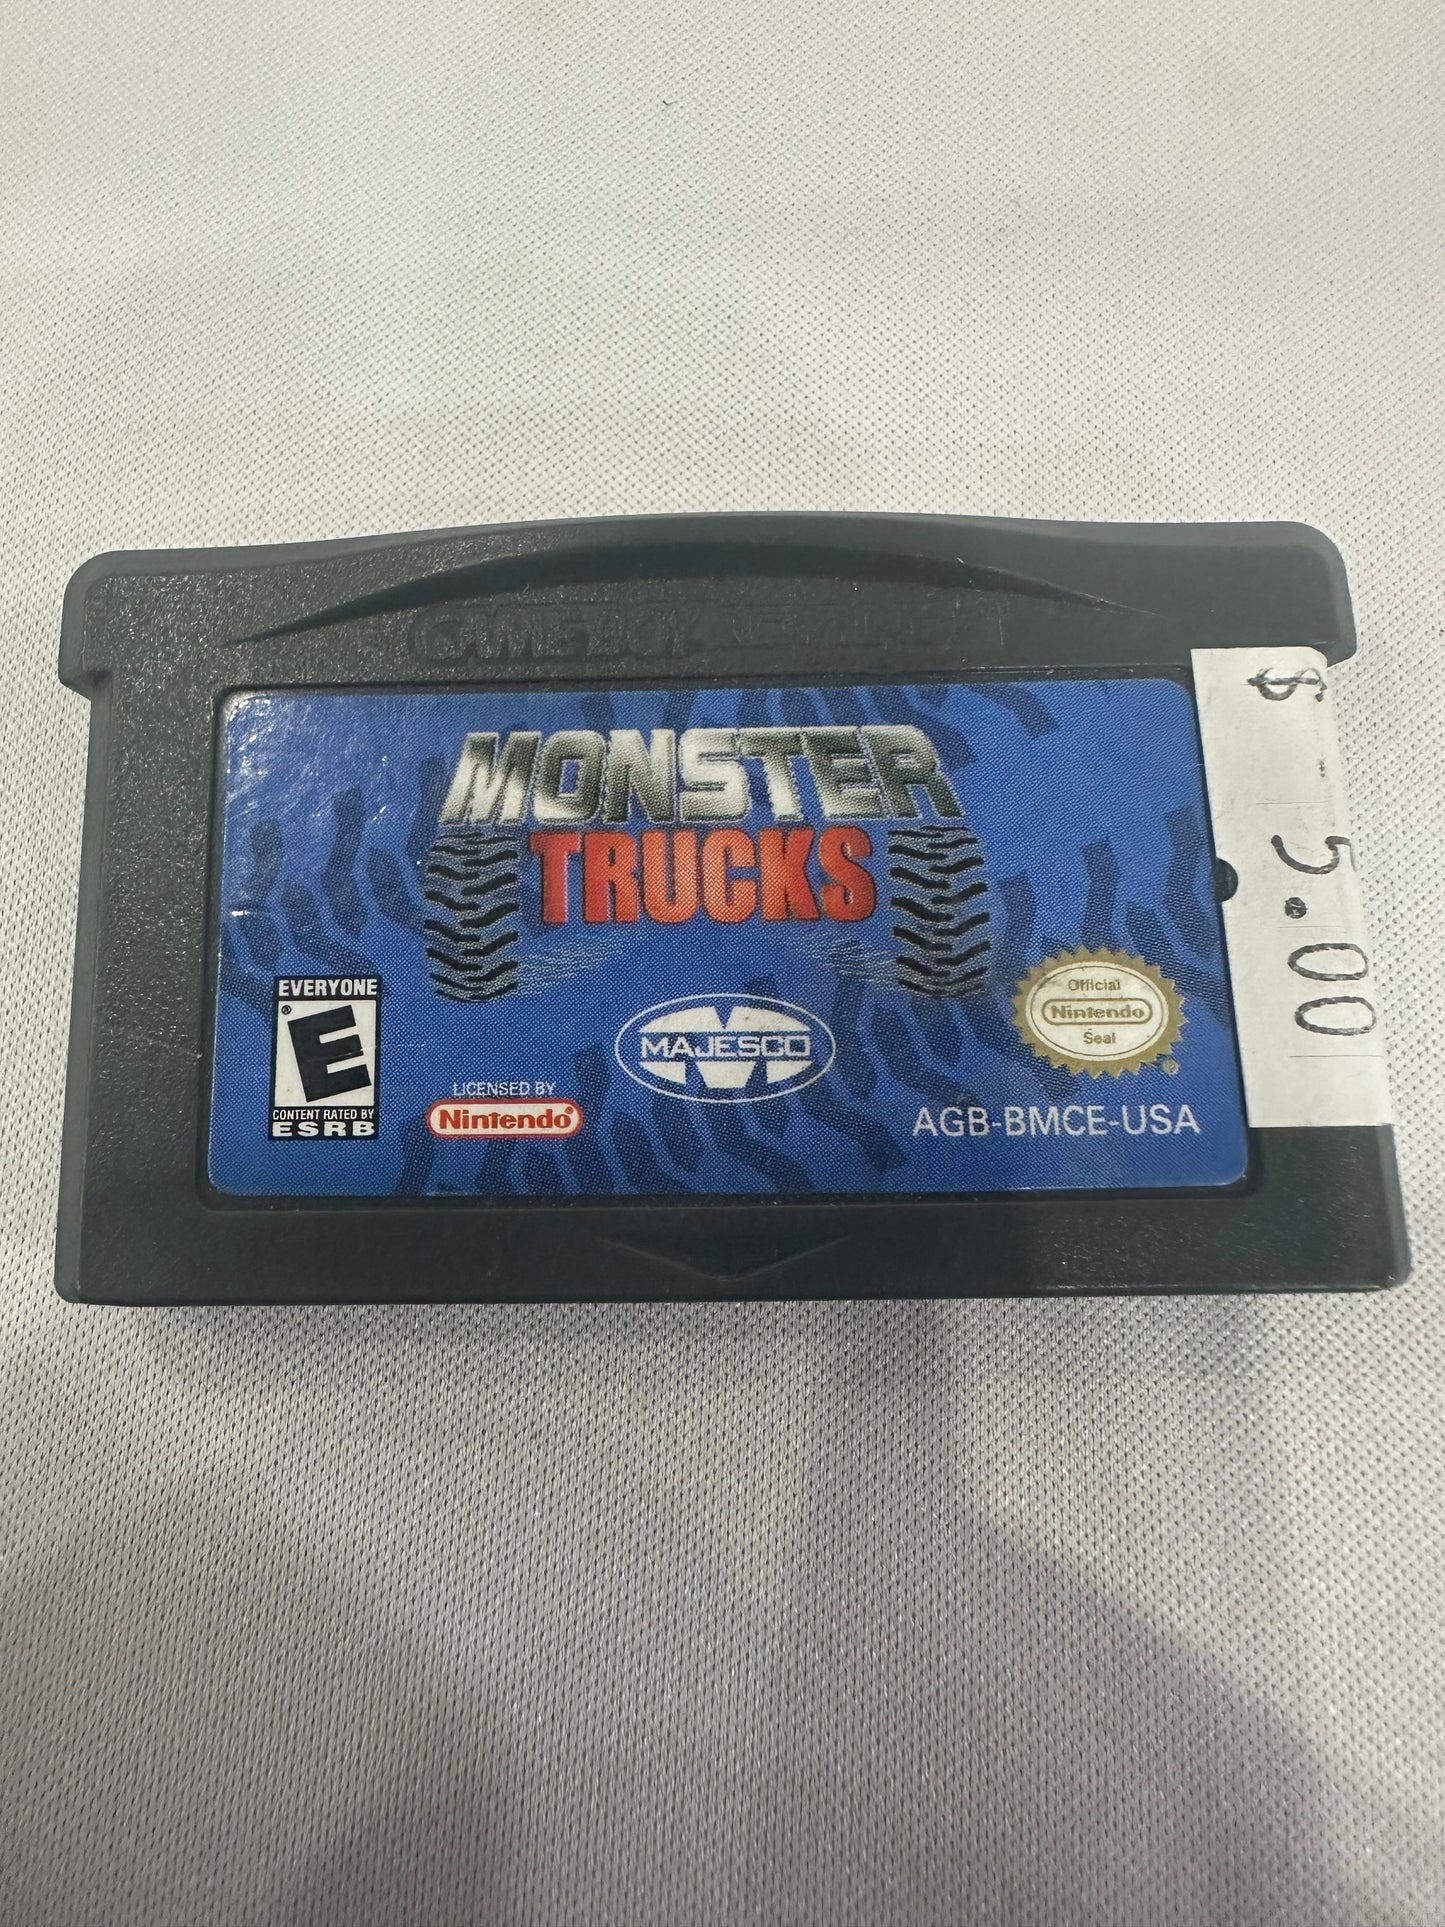 GAME BOY ADVANCE
MONSTER
TRUCKS
$ 5.00
EVERYONE
E
®
CONTENT RATED BY
ESRB
LICENSED BY
Nintendo®
MAJESCO
Official
Nintendo
Seal
®
AGB-BMCE-USA